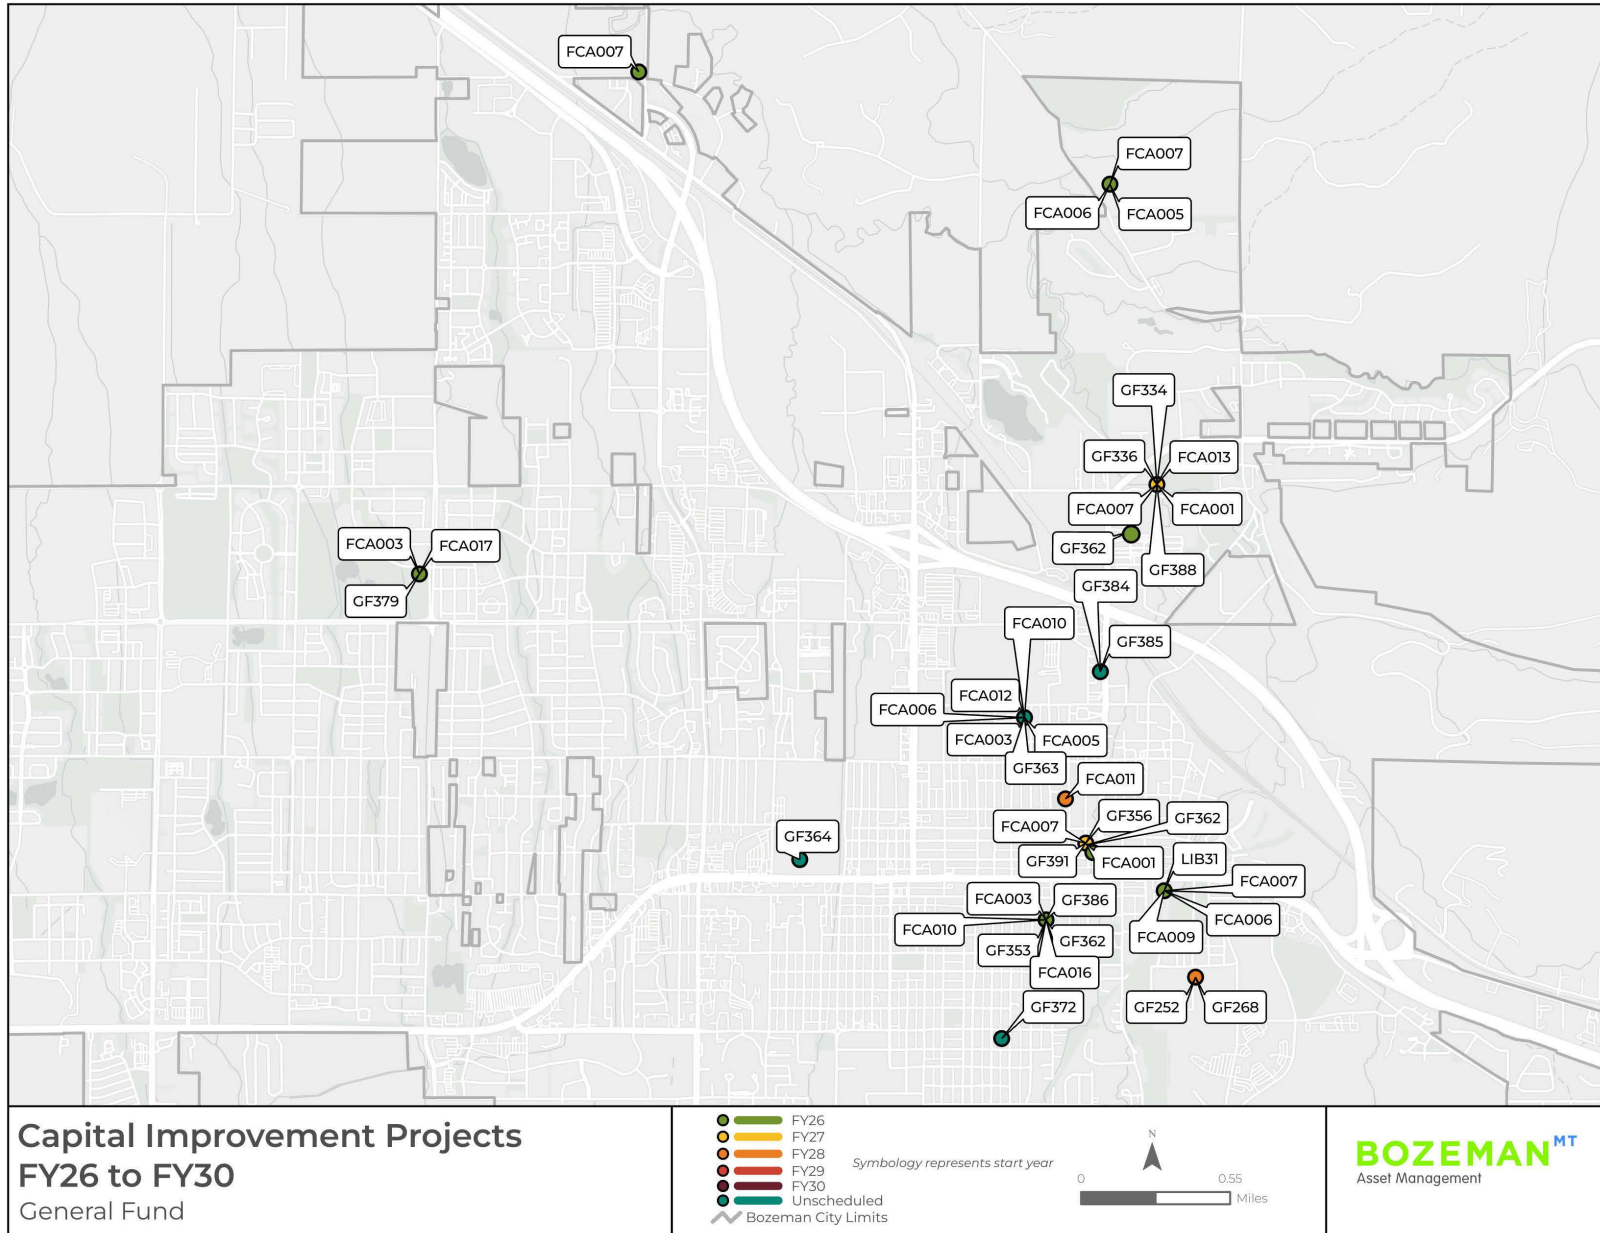 FCA007
FCA007
FCA006
FCA005
GF334
GF336
FCA013
FCA007
FCA001
GF362
GF388
FCA003
FCA017
GF379
GF384
FCA010
GF385
FCA012
FCA006
FCA003
FCA005
GF363
FCA011
GF364
FCA007
GF356
GF362
GF391
FCA001
LIB31
FCA007
FCA006
FCA009
FCA003
GF386
FCA010
GF353
GF362
FCA016
GF372
GF252
GF268
Capital Improvement Projects
FY26 to FY30
General Fund
FY26
FY27
FY28
FY29
FY30
Unscheduled
Bozeman City Limits
Symbology represents start year
N
0
0.55
Miles
BOZEMAN MT
Asset Management